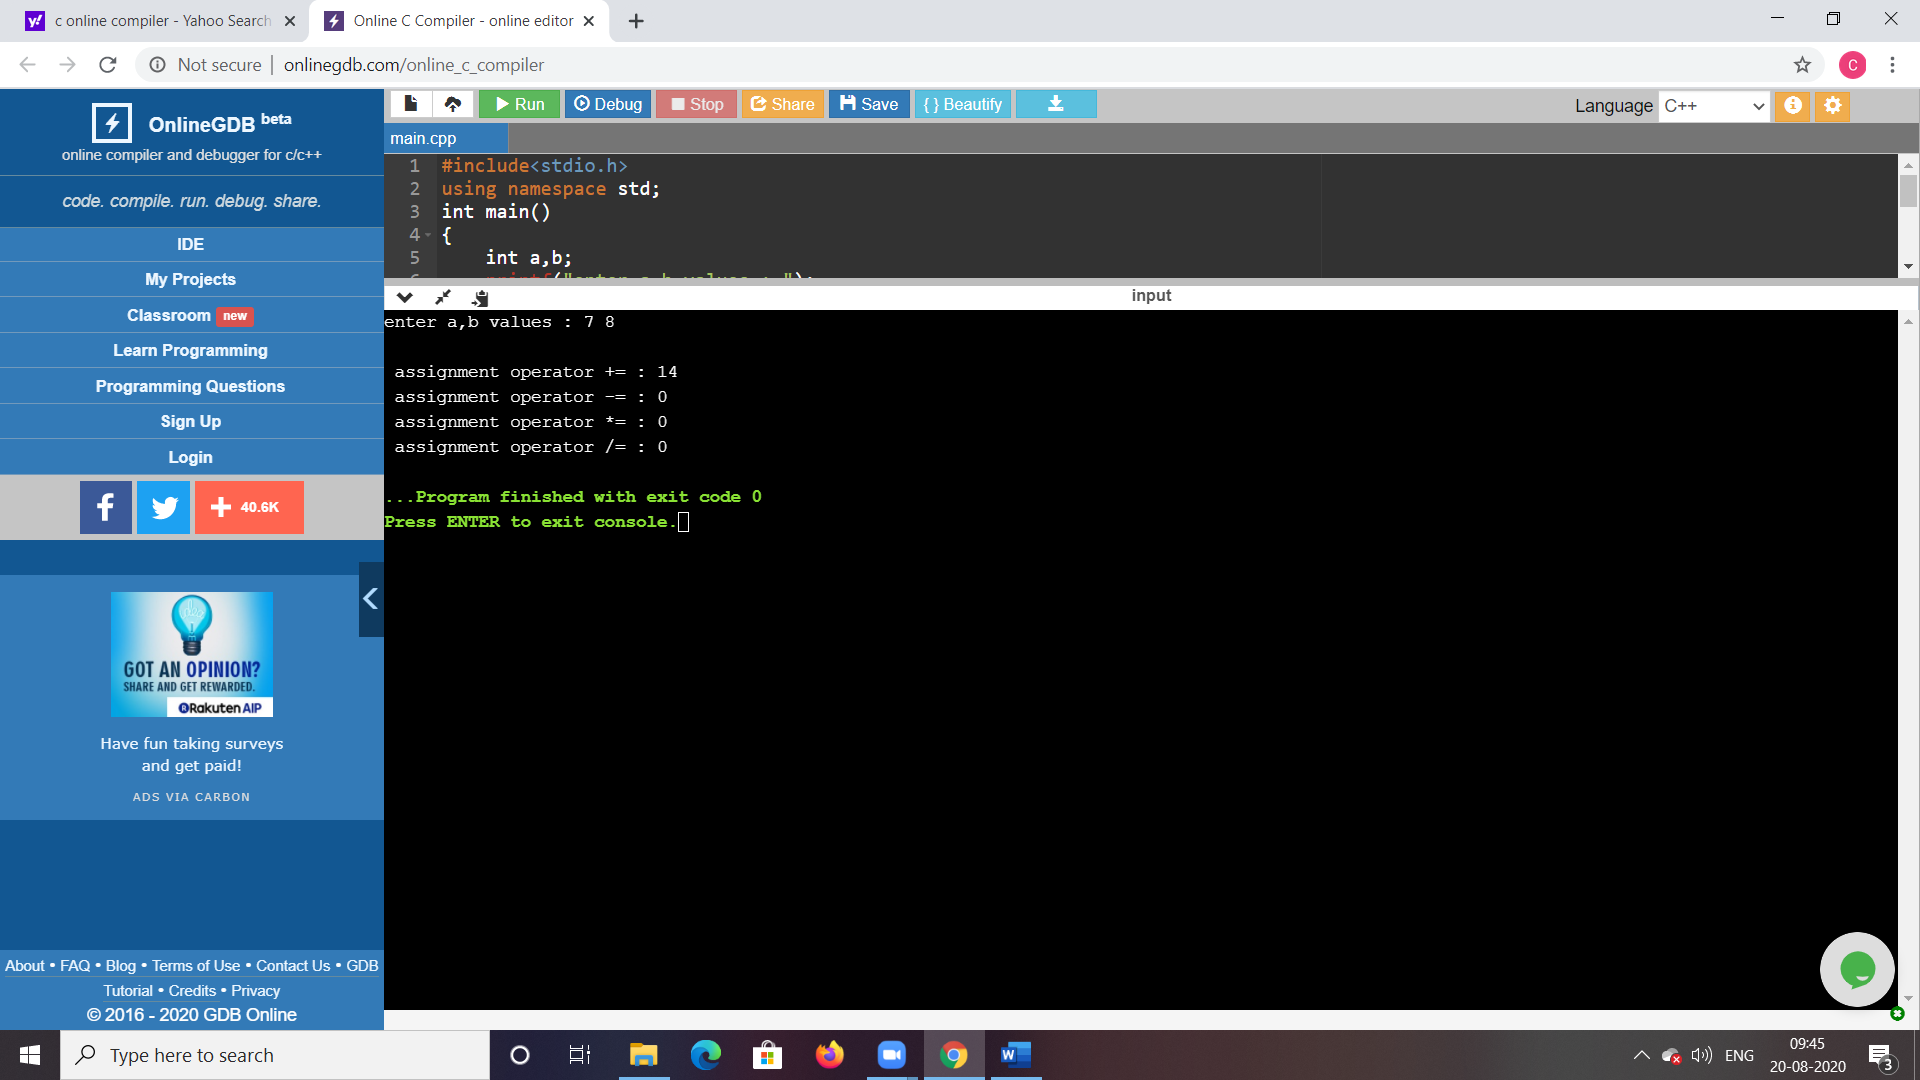 c online compiler - Yahoo Search
Online C Compiler - online editor
Not secure
onlinegdb.com/online_c_compiler
C
OnlineGDB beta
online compiler and debugger for c/c++
code. compile. run. debug. share.
IDE
My Projects
Classroom new
Learn Programming
Programming Questions
Sign Up
Login
40.6K
GOT AN OPINION?
SHARE AND GET REWARDED.
Rakuten AIP
Have fun taking surveys
and get paid!
ADS VIA CARBON
About • FAQ • Blog • Terms of Use • Contact Us • GDB
Tutorial • Credits • Privacy
© 2016 - 2020 GDB Online
Run Debug Stop Share Save { } Beautify
Language C++
main.cpp
1 #include<stdio.h>
2 using namespace std;
3 int main()
4 {
5 int a,b;
input
enter a,b values : 7 8
assignment operator += : 14
assignment operator -= : 0
assignment operator *= : 0
assignment operator /= : 0
...Program finished with exit code 0
Press ENTER to exit console.
Type here to search
ENG
09:45
20-08-2020
3